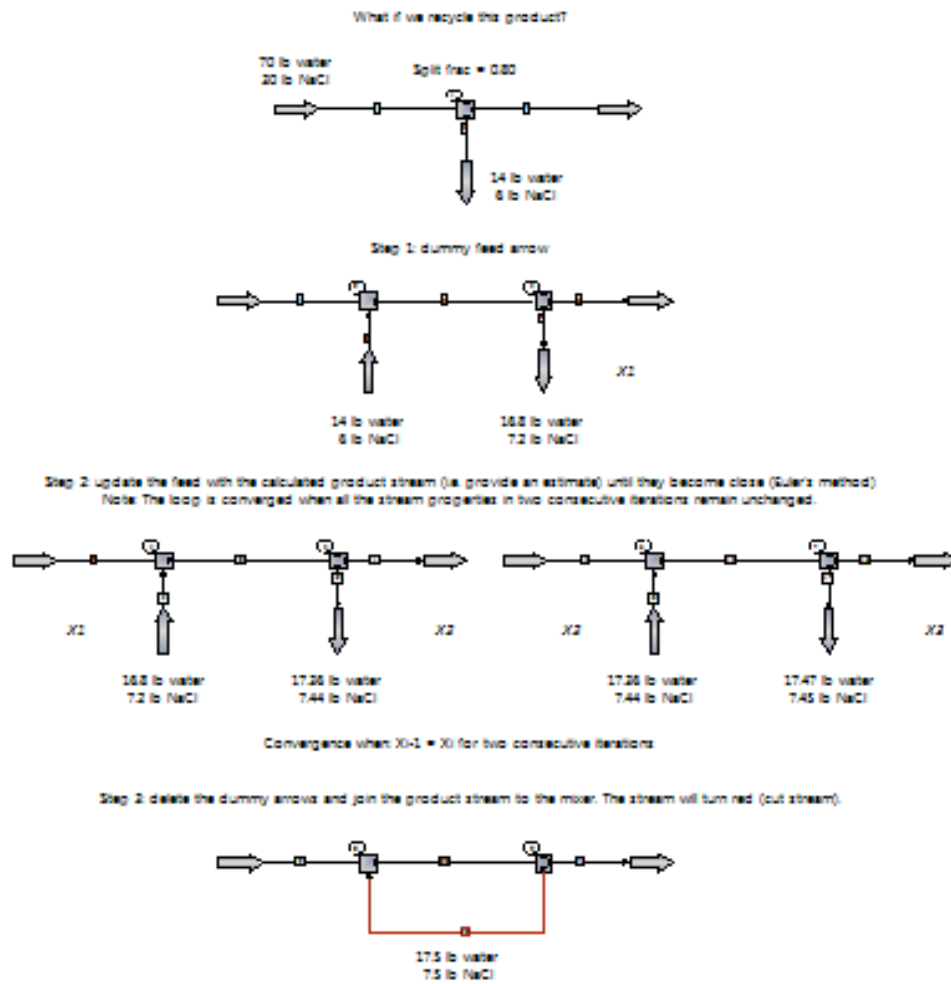 What if we recycle this product?
70 lb water
30 lb NaCl
Split frac = 0.80
14 lb water
6 lb NaCl
Step 1: dummy feed arrow
X1
14 lb water
6 lb NaCl
16.8 lb water
7.2 lb NaCl
Step 2: update the feed with the calculated product stream (i.e. provide an estimate) until they become close (Euler's method)
Note: The loop is converged when all the stream properties in two consecutive iterations remain unchanged.
X1
X2
X2
X3
16.8 lb water
7.2 lb NaCl
17.36 lb water
7.44 lb NaCl
17.36 lb water
7.44 lb NaCl
17.47 lb water
7.45 lb NaCl
Convergence when: Xi-1 = Xi for two consecutive iterations
Step 3: delete the dummy arrows and join the product stream to the mixer. The stream will turn red (cut stream).
17.5 lb water
7.5 lb NaCl